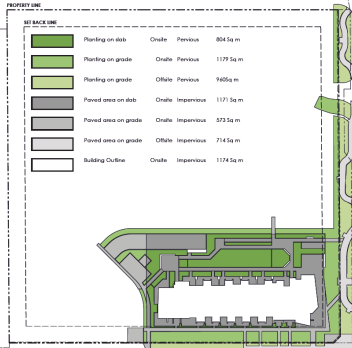 PROPERTY LINE
SET BACK LINE
Planting on slab Onsite Pervious 804 Sq m
Planting on grade Onsite Pervious 1179 Sq m
Planting on grade Offsite Pervious 960Sq m
Paved area on slab Onsite Impervious 1171 Sq m
Paved area on grade Onsite Impervious 573 Sq m
Paved area on grade Offsite Impervious 714 Sq m
Building Outline Onsite Impervious 1174 Sq m